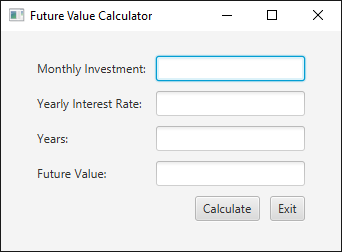 Future Value Calculator
Monthly Investment:
Yearly Interest Rate:
Years:
Future Value:
Calculate Exit